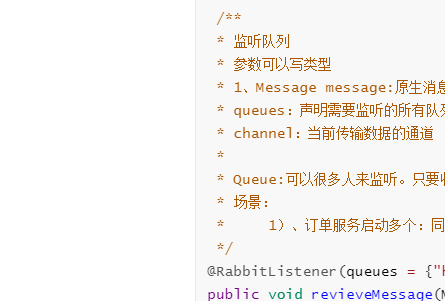 /**
* 监听队列
* 参数可以写类型
* 1、Message message:原生消息
* queues：声明需要监听的所有队
* channel：当前传输数据的通道
*
* Queue:可以很多人来监听。只要
* 场景：
* 1）、订单服务启动多个：同
*/
@RabbitListener(queues = {"
public void revieveMessage(